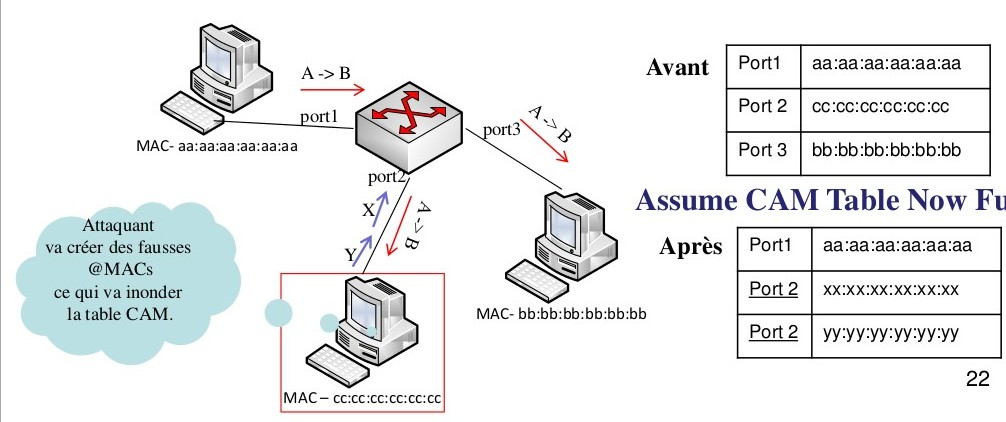 A -> B
port1
MAC- aa:aa:aa:aa:aa:aa
port3
A -> B
port2
X
A -> B
Y
Attaquant
va créer des fausses
@MACs
ce qui va inonder
la table CAM.
MAC- bb:bb:bb:bb:bb:bb
MAC – cc:cc:cc:cc:cc:cc
Avant
Port1 aa:aa:aa:aa:aa:aa
Port 2 cc:cc:cc:cc:cc:cc
Port 3 bb:bb:bb:bb:bb:bb
Assume CAM Table Now Fu
Après
Port1 aa:aa:aa:aa:aa:aa
Port 2 xx:xx:xx:xx:xx:xx
Port 2 yy:yy:yy:yy:yy:yy
22